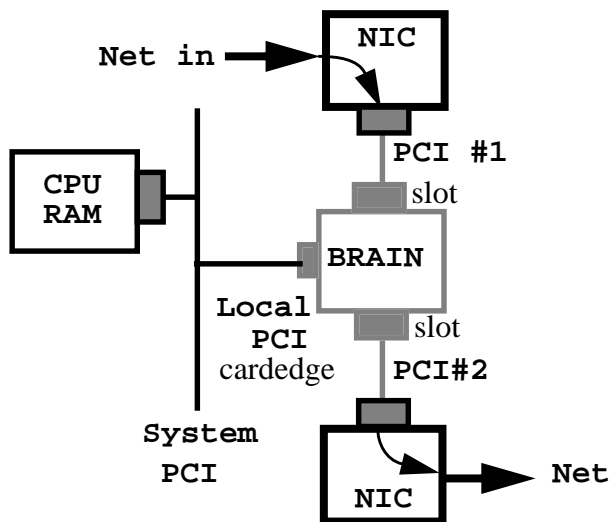 NIC
Net in
PCI #1
CPU
RAM
slot
BRAIN
Local
PCI
cardedge
slot
PCI#2
System
PCI
NIC
Net